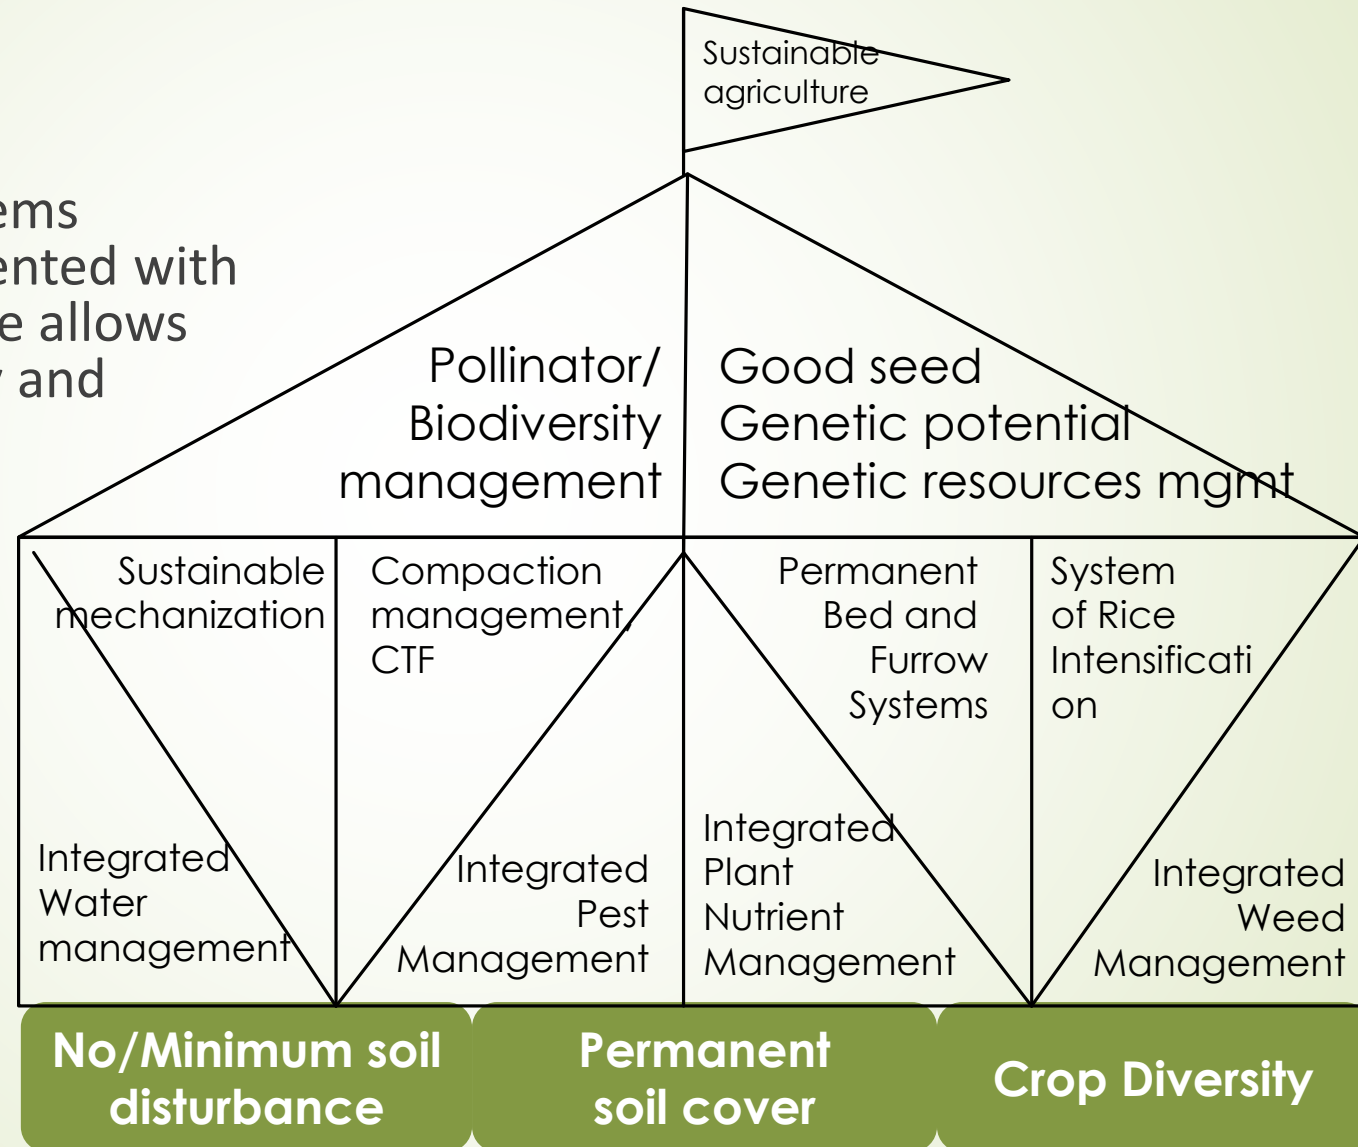 Sustainable
agriculture
ems
ented with
e allows
y and
Pollinator/
Biodiversity
management
Good seed
Genetic potential
Genetic resources mgmt
Sustainable
mechanization
Compaction
management,
CTF
Permanent
Bed and
Furrow
Systems
System
of Rice
Intensificati
on
Integrated
Water
management
Integrated
Pest
Management
Integrated
Plant
Nutrient
Management
Integrated
Weed
Management
No/Minimum soil
disturbance
Permanent
soil cover
Crop Diversity